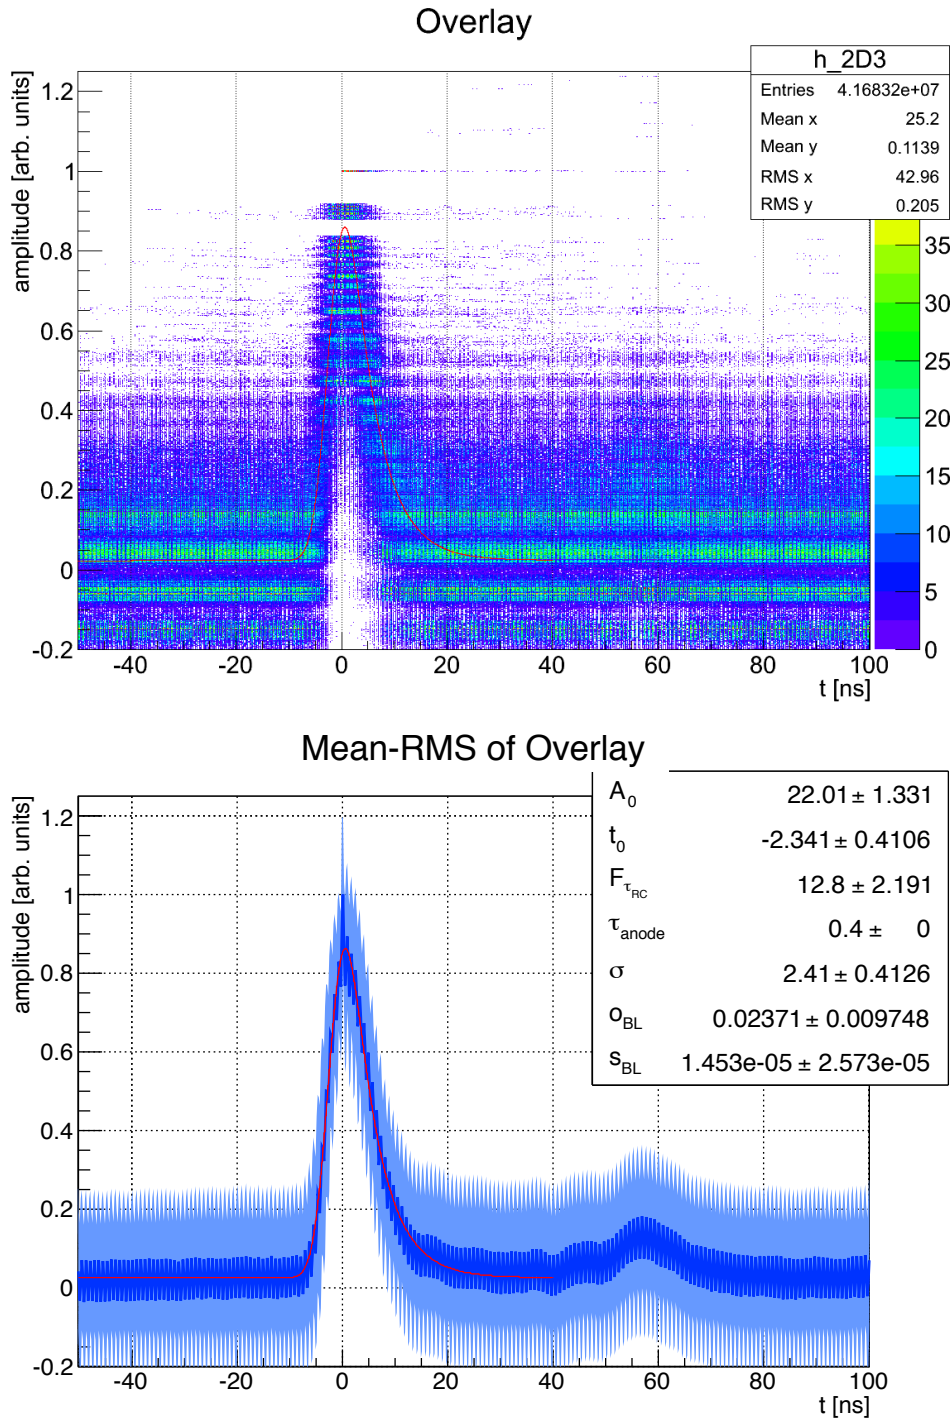 Overlay
h_2D3
Entries 4.16832e+07
Mean x 25.2
Mean y 0.1139
RMS x 42.96
RMS y 0.205
amplitude [arb. units]
1.2
1
0.8
0.6
0.4
0.2
0
-0.2
-40 -20 0 20 40 60 80 100
t [ns]
35
30
25
20
15
10
5
0
Mean-RMS of Overlay
A0 22.01 ± 1.331
t0 -2.341 ± 0.4106
FτRC 12.8 ± 2.191
τanode 0.4 ± 0
σ 2.41 ± 0.4126
oBL 0.02371 ± 0.009748
sBL 1.453e-05 ± 2.573e-05
amplitude [arb. units]
1.2
1
0.8
0.6
0.4
0.2
0
-0.2
-40 -20 0 20 40 60 80 100
t [ns]